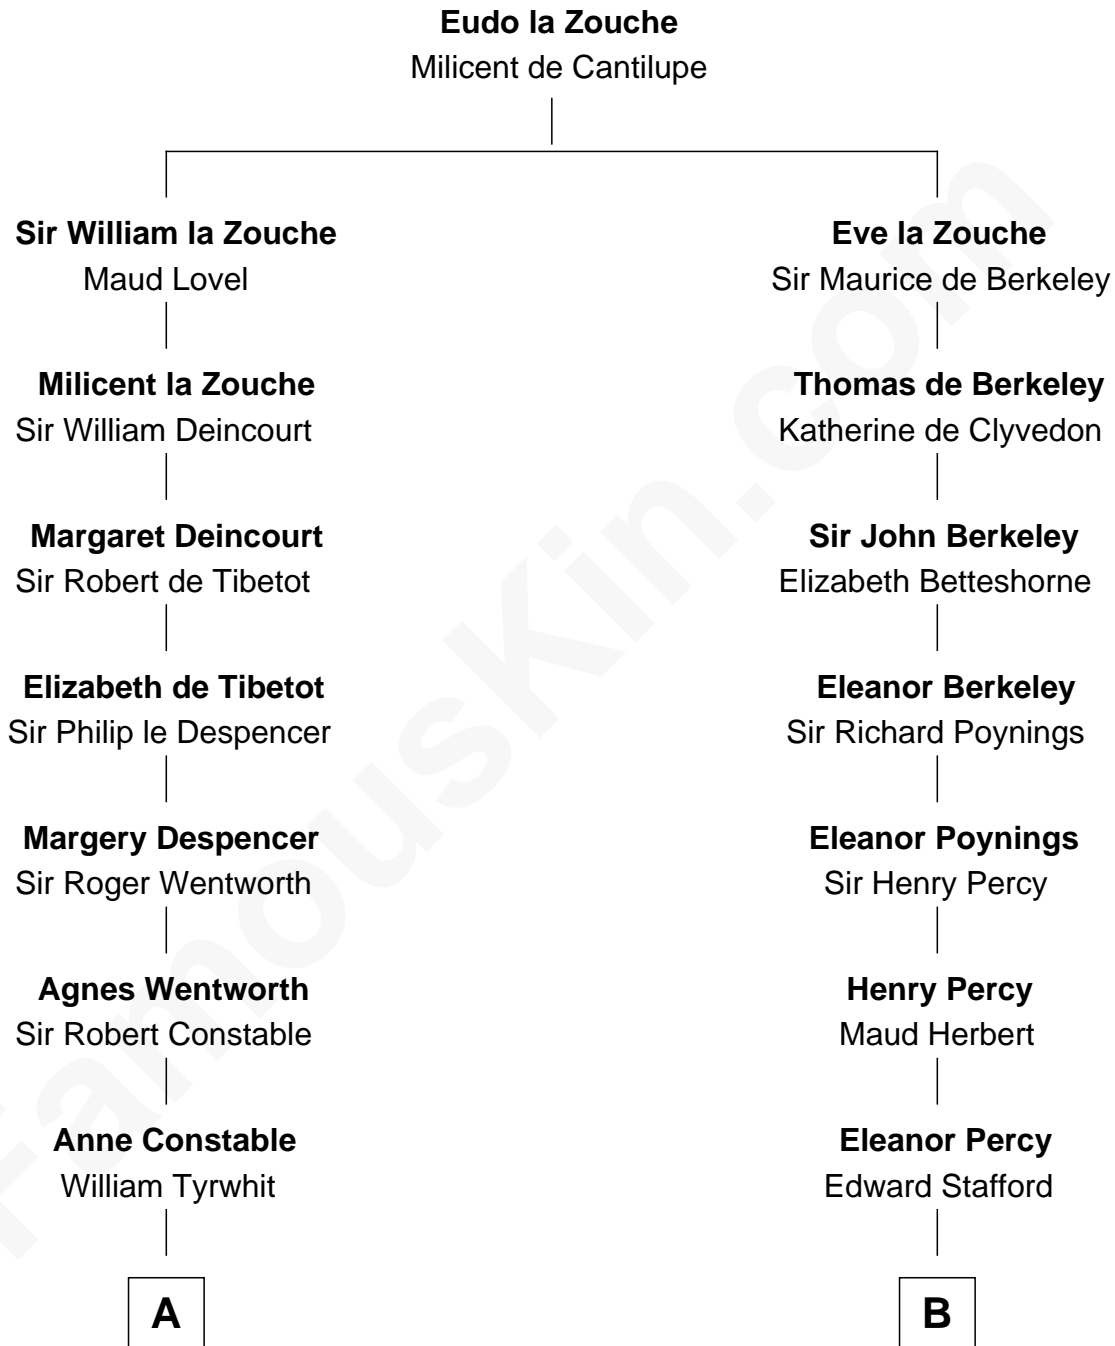 Eudo la Zouche
Milicent de Cantilupe
Sir William la Zouche
Maud Lovel
Milicent la Zouche
Sir William Deincourt
Margaret Deincourt
Sir Robert de Tibetot
Elizabeth de Tibetot
Sir Philip le Despencer
Margery Despencer
Sir Roger Wentworth
Agnes Wentworth
Sir Robert Constable
Anne Constable
William Tyrwhit
A
Eve la Zouche
Sir Maurice de Berkeley
Thomas de Berkeley
Katherine de Clyvedon
Sir John Berkeley
Elizabeth Betteshorne
Eleanor Berkeley
Sir Richard Poynings
Eleanor Poynings
Sir Henry Percy
Henry Percy
Maud Herbert
Eleanor Percy
Edward Stafford
B
FamousKin.com